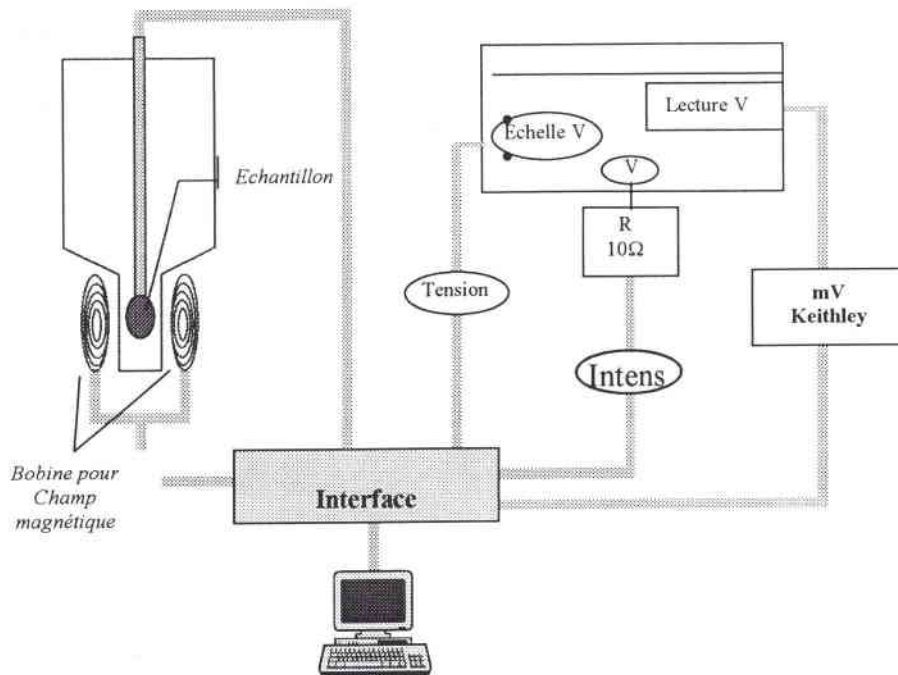 Lecture V
Echelle V
V
Echantillon
R
10Ω
Tension
mV
Keithley
Intens
Bobine pour
Champ
magnétique
Interface